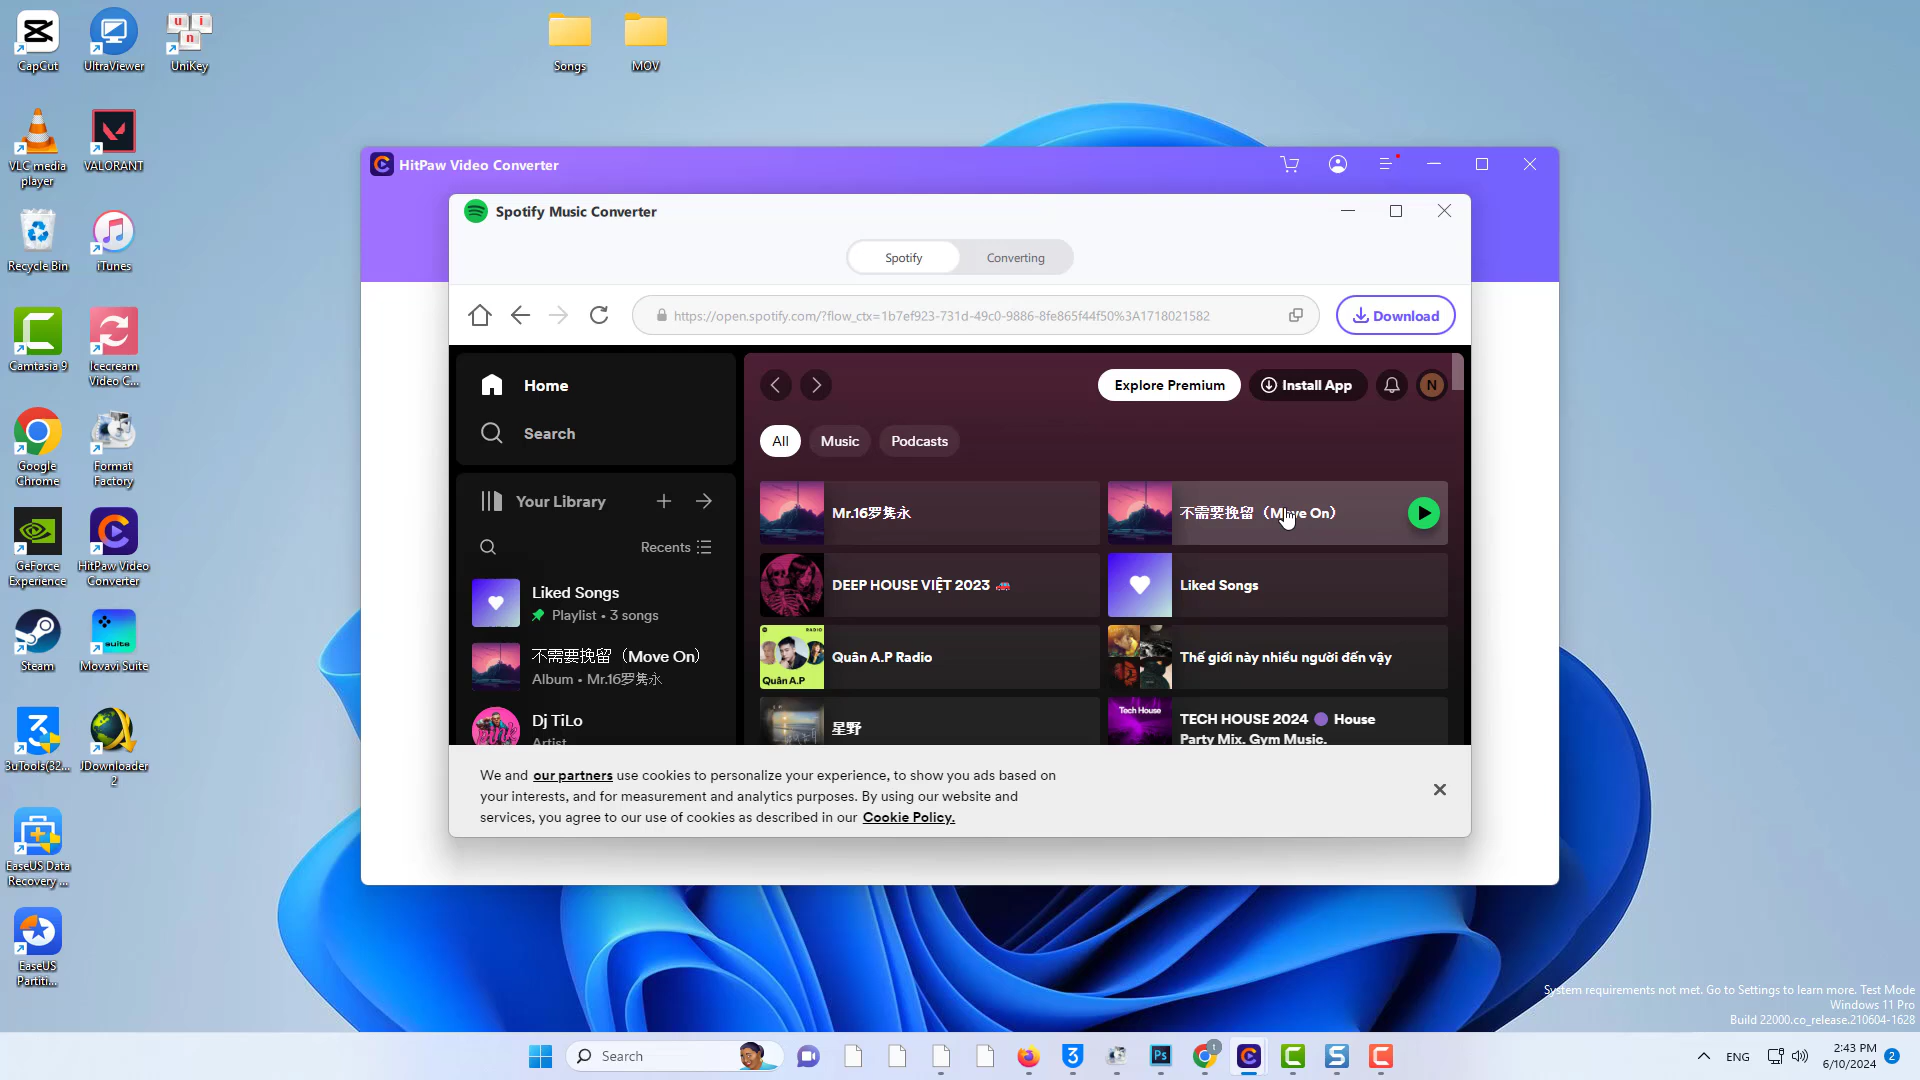 CapCut
UltraViewer
UniKey
Songs
MOV
VLC media
player
VALORANT
Recycle Bin
iTunes
Camtasia 9
Icecream
Video C...
Google
Chrome
Format
Factory
GeForce
Experience
HitPaw Video
Converter
Steam
Movavi Suite
3uTools(32...
JDownloader
2
EaseUS Data
Recovery ...
EaseUS
Partiti...
HitPaw Video Converter
Spotify Music Converter
Spotify
Converting
https://open.spotify.com/?flow_ctx=1b7ef923-731d-49c0-9886-8fe865f44f50%3A1718021582
Download
Home
Search
Your Library
Recents
Liked Songs
Playlist • 3 songs
不需要挽留（Move On）
Album • Mr.16罗隽永
Dj TiLo
Artist
Explore Premium
Install App
N
All
Music
Podcasts
Mr.16罗隽永
不需要挽留（Move On）
DEEP HOUSE VIỆT 2023 🚗
Liked Songs
RADIO
Quân A.P
Quân A.P Radio
Thế giới này nhiều người đến vậy
星野
Tech House
TECH HOUSE 2024 🟣 House
Party Mix. Gym Music.
We and our partners use cookies to personalize your experience, to show you ads based on
your interests, and for measurement and analytics purposes. By using our website and
services, you agree to our use of cookies as described in our Cookie Policy.
System requirements not met. Go to Settings to learn more. Test Mode
Windows 11 Pro
Build 22000.co_release.210604-1628
Search
ENG
2:43 PM
6/10/2024
2